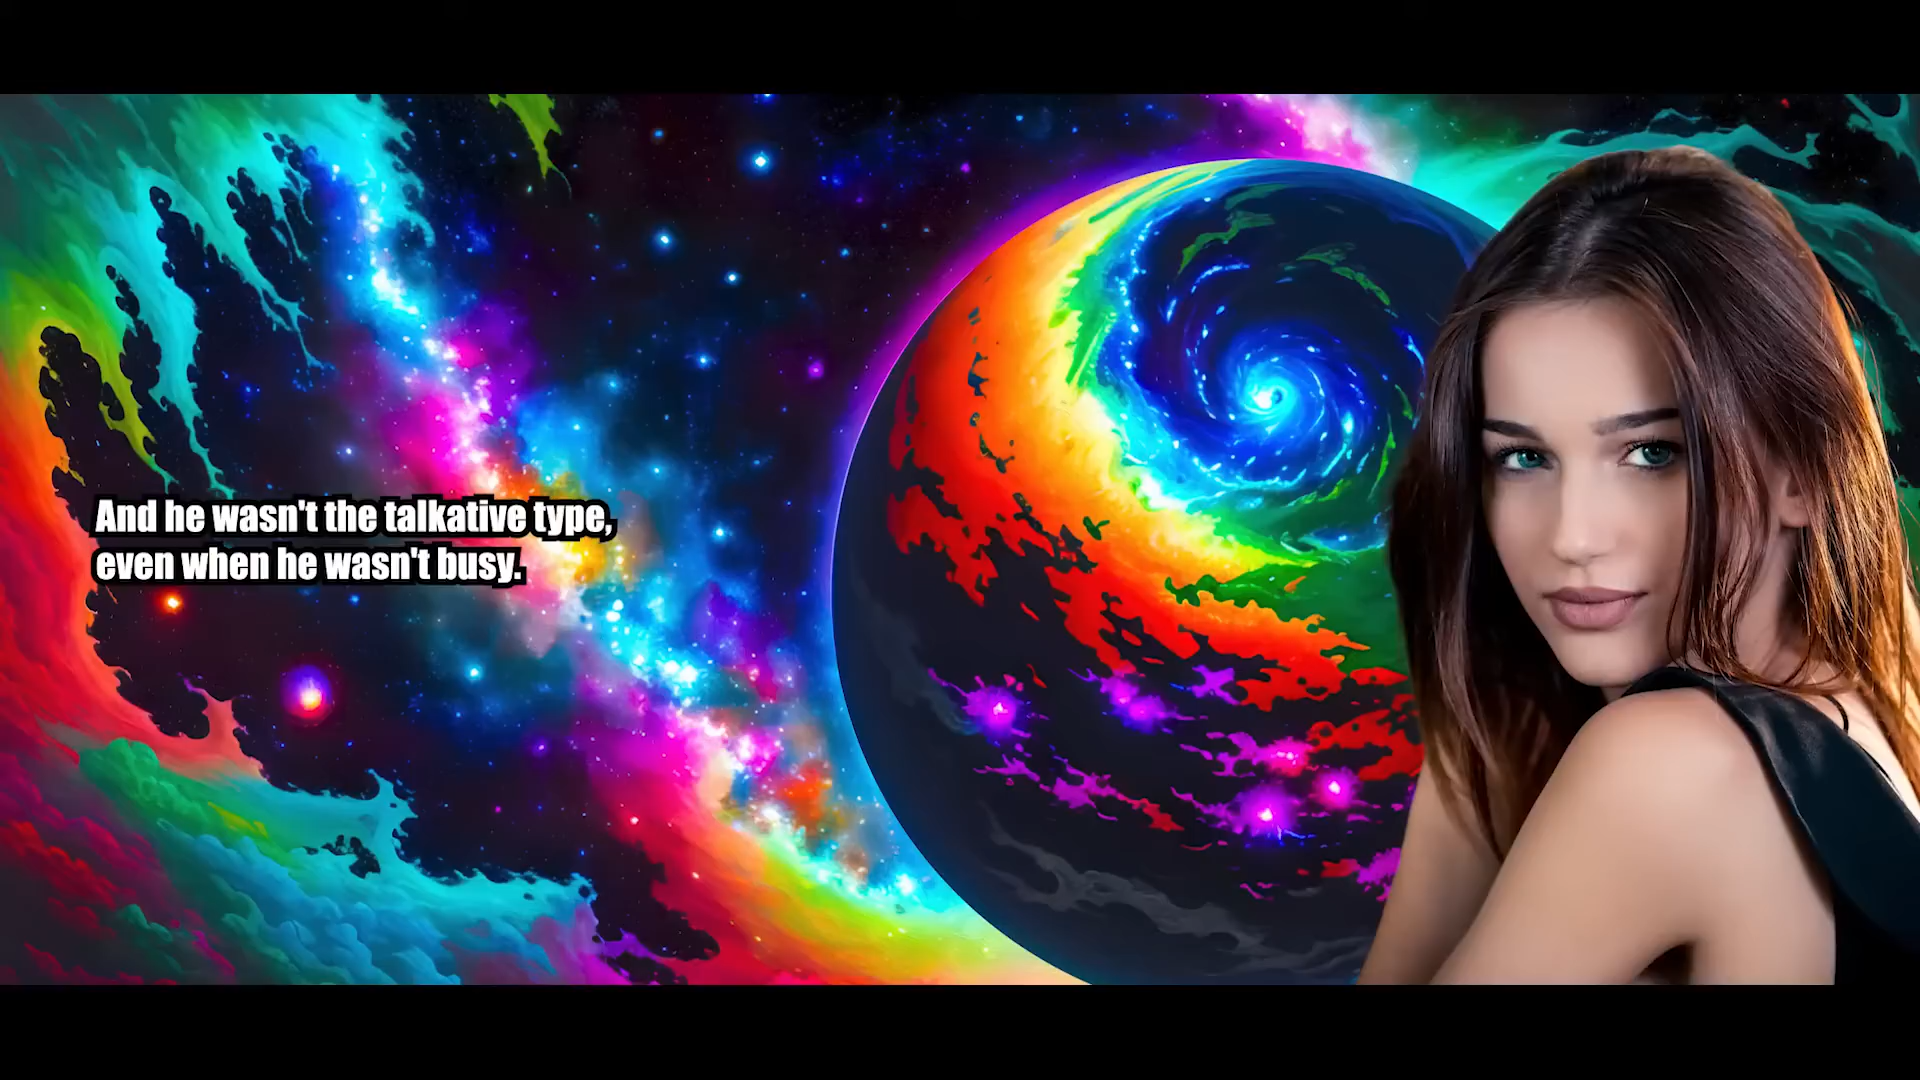 And he wasn't the talkative type,
even when he wasn't busy.